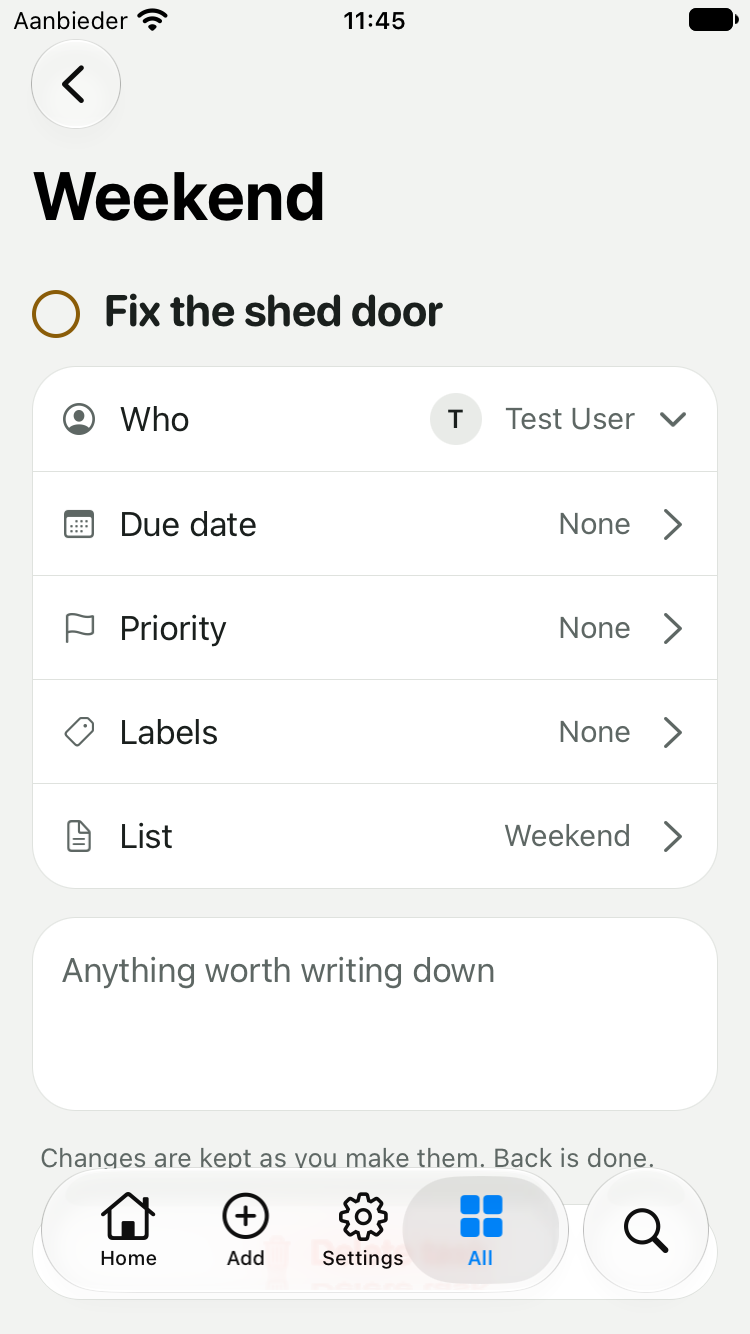 Aanbieder 11:45
Weekend
Fix the shed door
Who T Test User
Due date None
Priority None
Labels None
List Weekend
Anything worth writing down
Changes are kept as you make them. Back is done.
Home Add Settings All